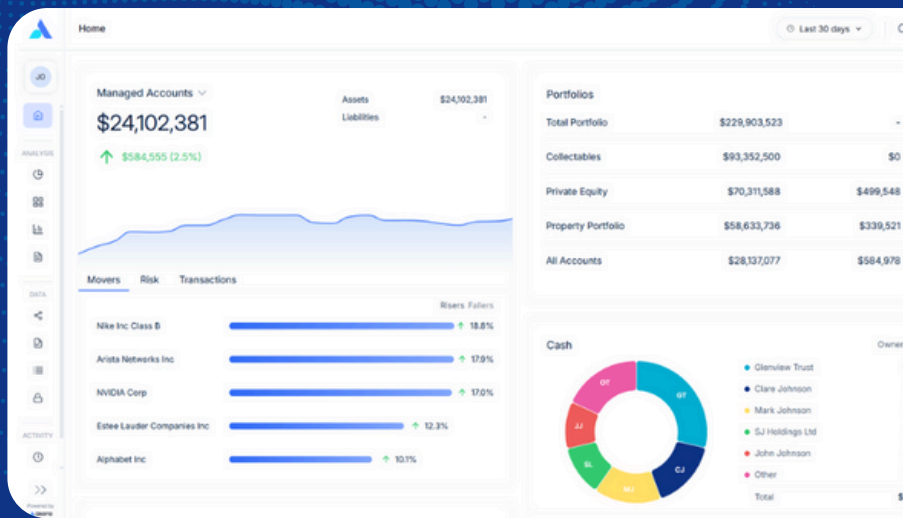 Home
Last 30 days
JO
ANALYSIS
DATA
ACTIVITY
Powered by
Managed Accounts
$24,102,381
$584,555 (2.5%)
Assets $24,102,381
Liabilities -
Movers Risk Transactions
Risers Fallers
Nike Inc Class B 18.8%
Arista Networks Inc 17.9%
NVIDIA Corp 17.0%
Estee Lauder Companies Inc 12.3%
Alphabet Inc 10.1%
Portfolios
Total Portfolio $229,903,523 -
Collectables $93,352,500 $0
Private Equity $70,311,588 $499,548
Property Portfolio $58,633,736 $339,521
All Accounts $28,137,077 $584,978
Cash
Owner
OT
GT
JJ
SL
MJ
CJ
Glenview Trust
Clare Johnson
Mark Johnson
SJ Holdings Ltd
John Johnson
Other
Total $